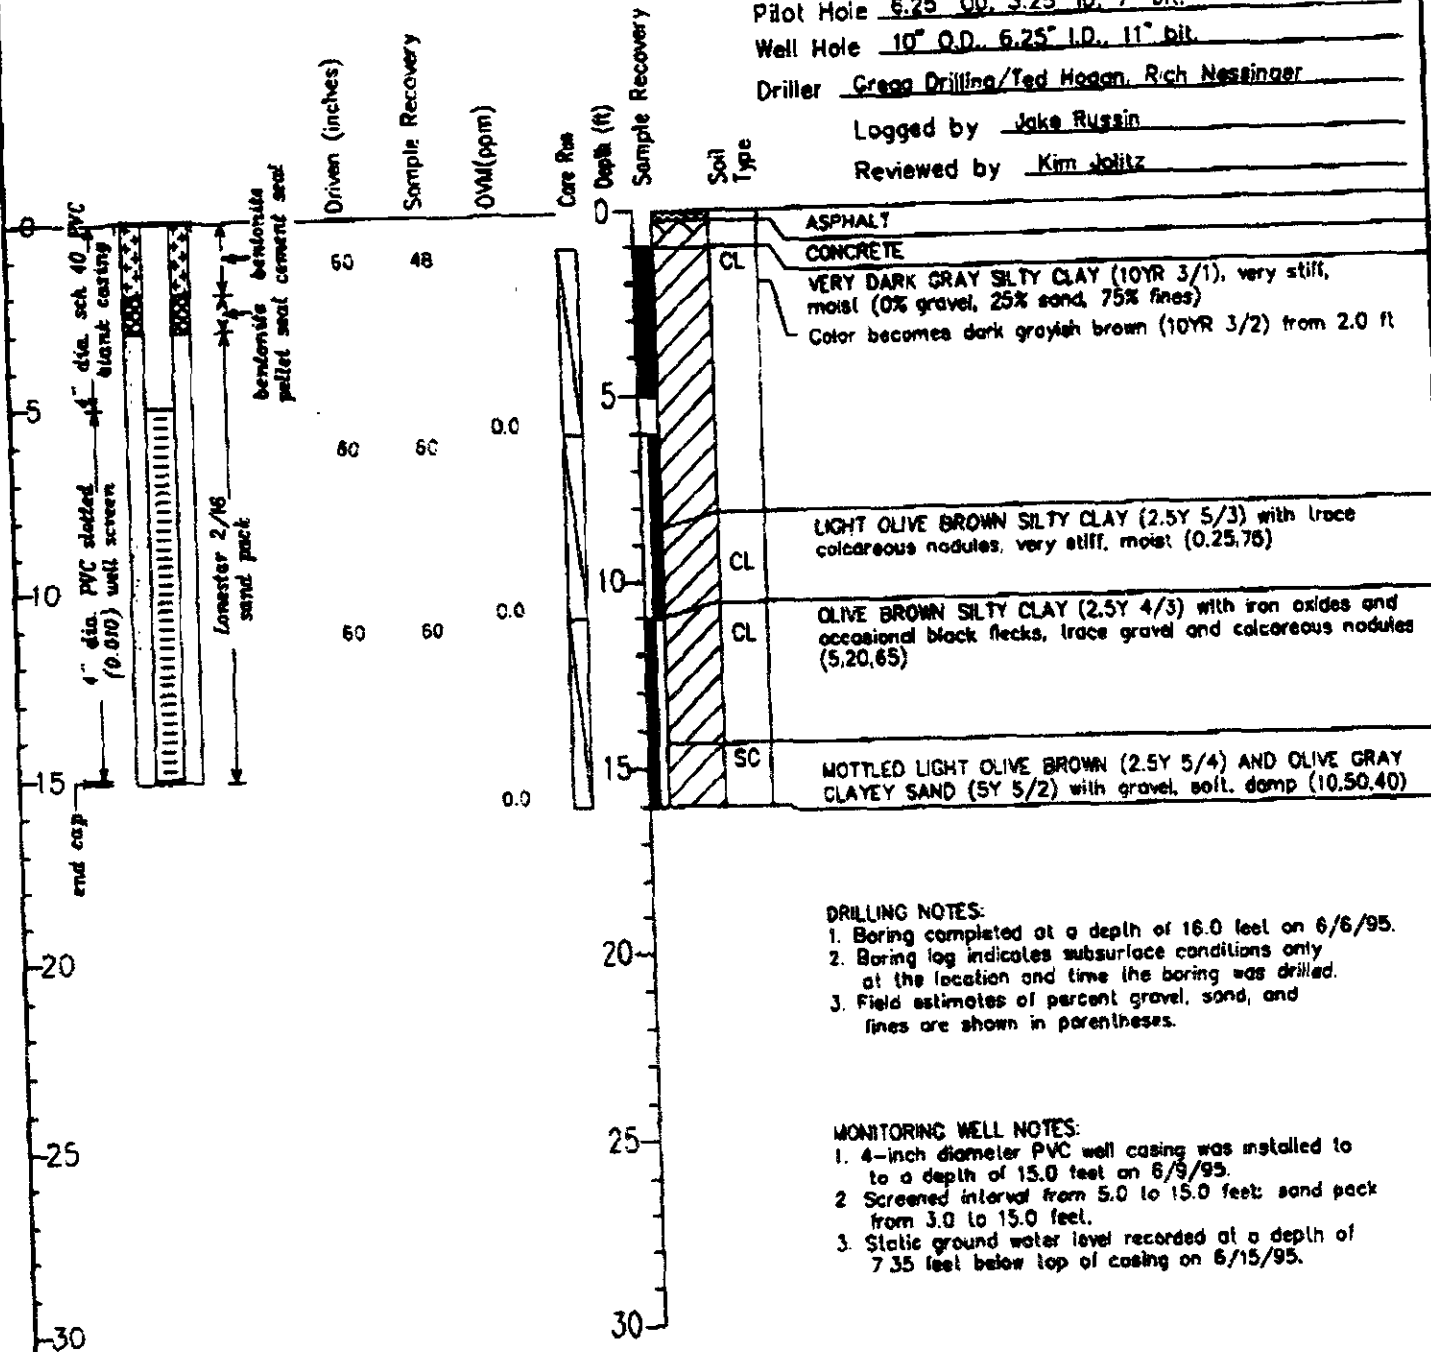 Pilot Hole 6.25" OD, 3.25" ID, 7" bit.
Well Hole 10" O.D., 6.25" I.D., 11" bit.
Driller Gregg Drilling/Ted Hogan, Rich Nessinger
Logged by Jake Russin
Reviewed by Kim Jolitz
Driven (inches)
Sample Recovery
OVM(ppm)
Core Run
Depth (ft)
Sample Recovery
Soil
Type
4" dia. sch 40 PVC
blank casing
bentonite
pellet seal
bentonite
cement seal
4" dia. PVC slotted
(0.010) well screen
Lonestar 2/16
sand pack
end cap
0
5
10
15
20
25
30
60 48
0.0
60 60
0.0
60 60
0.0
0
5
10
15
20
25
30
CL
CL
CL
SC
ASPHALT
CONCRETE
VERY DARK GRAY SILTY CLAY (10YR 3/1), very stiff,
moist (0% gravel, 25% sand, 75% fines)
Color becomes dark grayish brown (10YR 3/2) from 2.0 ft
LIGHT OLIVE BROWN SILTY CLAY (2.5Y 5/3) with trace
calcareous nodules, very stiff, moist (0,25,75)
OLIVE BROWN SILTY CLAY (2.5Y 4/3) with iron oxides and
occasional black flecks, trace gravel and calcareous nodules
(5,20,65)
MOTTLED LIGHT OLIVE BROWN (2.5Y 5/4) AND OLIVE GRAY
CLAYEY SAND (5Y 5/2) with gravel, soft, damp (10,50,40)
DRILLING NOTES:
1. Boring completed at a depth of 16.0 feet on 6/6/95.
2. Boring log indicates subsurface conditions only
at the location and time the boring was drilled.
3. Field estimates of percent gravel, sand, and
fines are shown in parentheses.
MONITORING WELL NOTES:
1. 4-inch diameter PVC well casing was installed to
to a depth of 15.0 feet on 6/9/95.
2 Screened interval from 5.0 to 15.0 feet; sand pack
from 3.0 to 15.0 feet.
3. Static ground water level recorded at a depth of
7.35 feet below top of casing on 6/15/95.